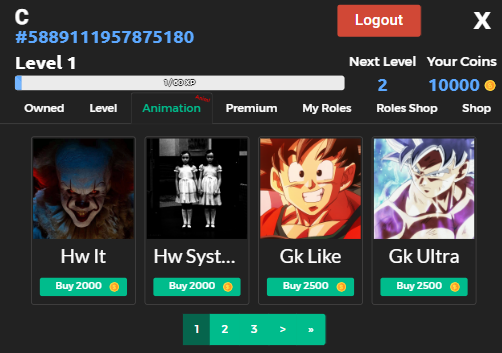 C
Logout
X
#5889111957875180
Level 1
Next Level
Your Coins
1/60 XP
2
10000
Owned
Level
Animation
Premium
My Roles
Roles Shop
Shop
Hw It
Hw Syst...
Gk Like
Gk Ultra
Buy 2000
Buy 2000
Buy 2500
Buy 2500
1 2 3 > »